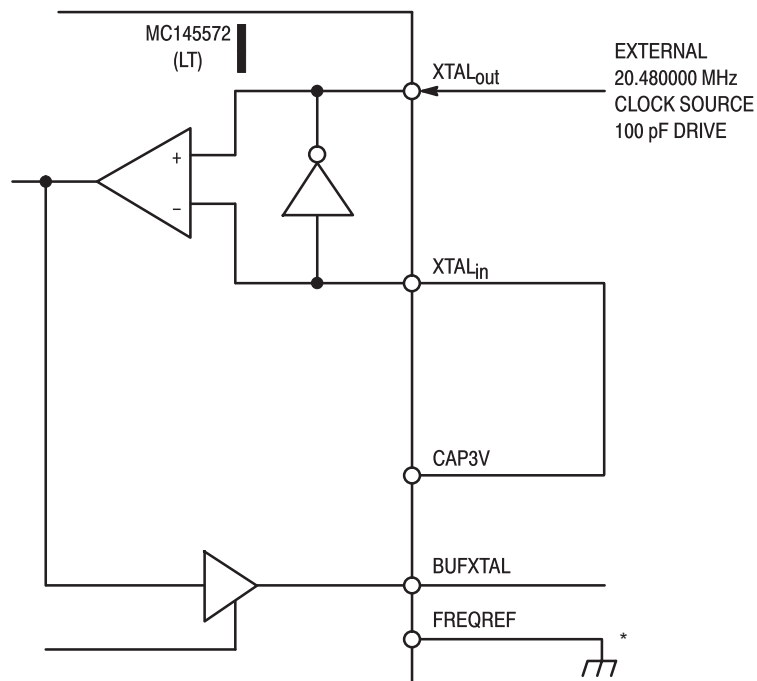 MC145572
(LT)
XTALout
EXTERNAL
20.480000 MHz
CLOCK SOURCE
100 pF DRIVE
+
–
XTALin
CAP3V
BUFXTAL
FREQREF
*